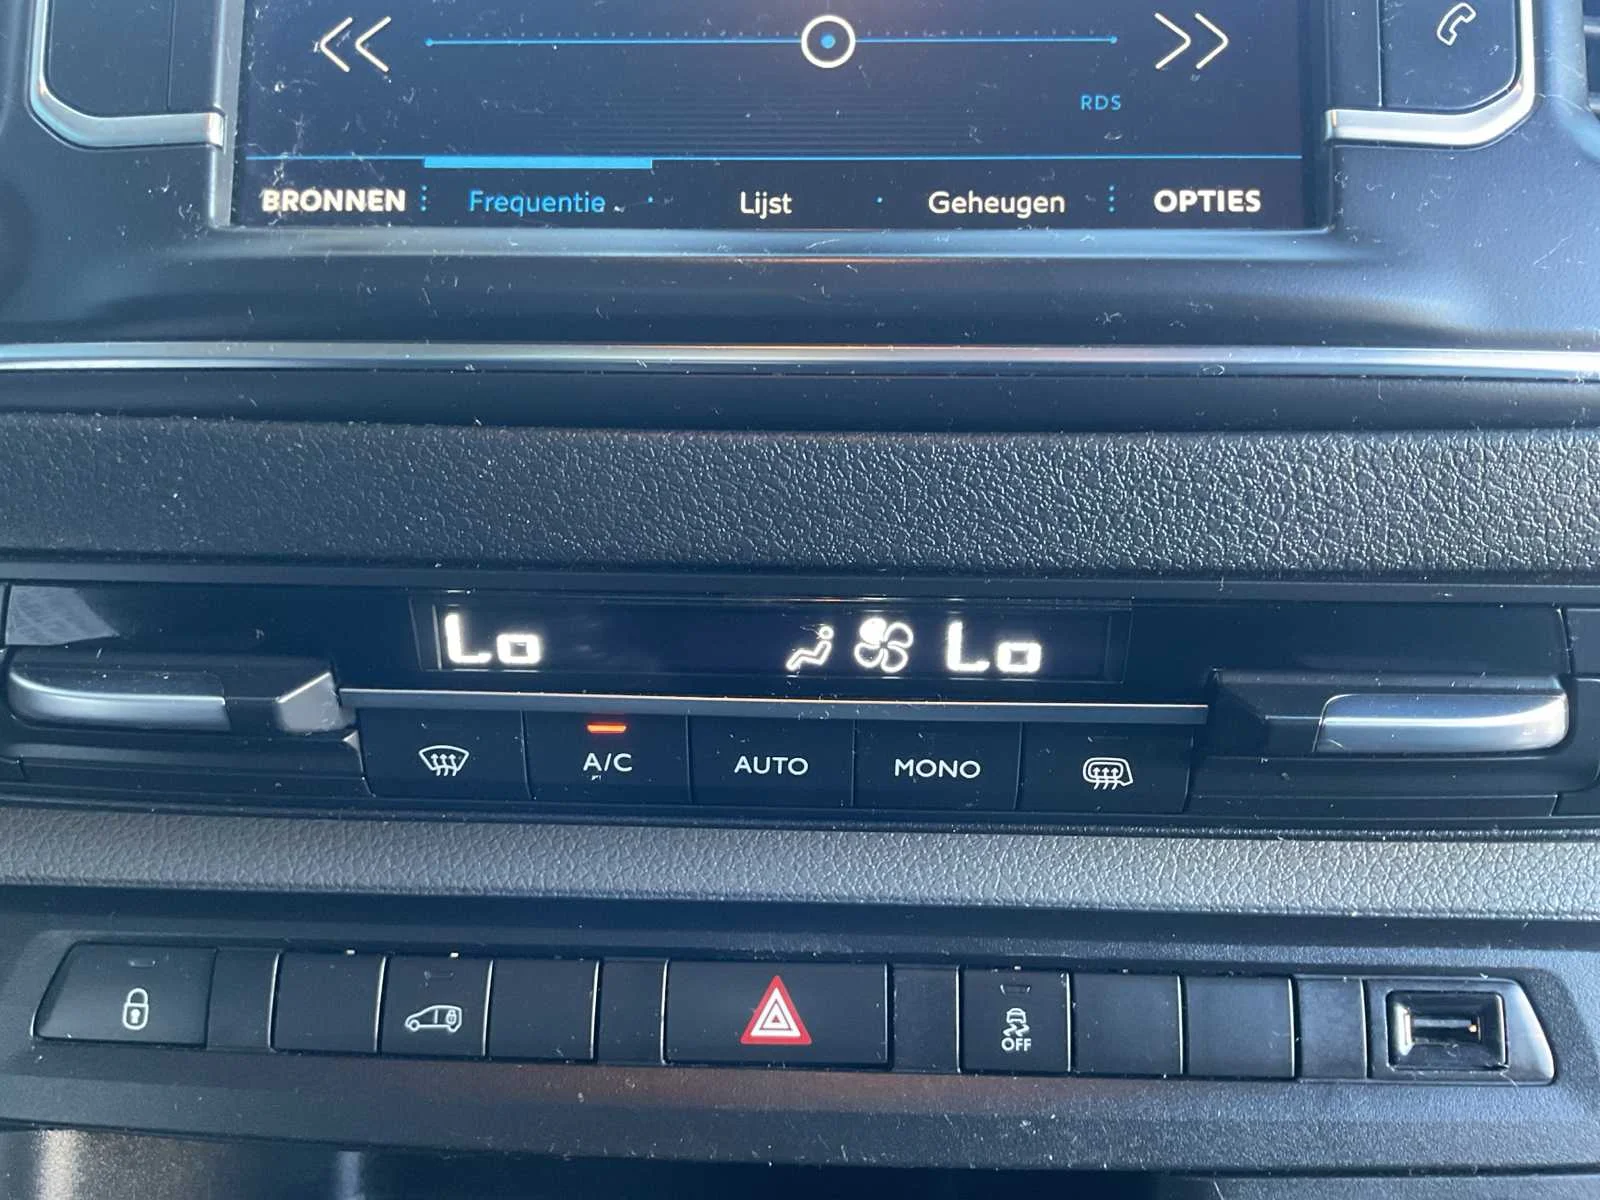 RDS
BRONNEN Frequentie Lijst Geheugen OPTIES
Lo Lo
A/C AUTO MONO
OFF